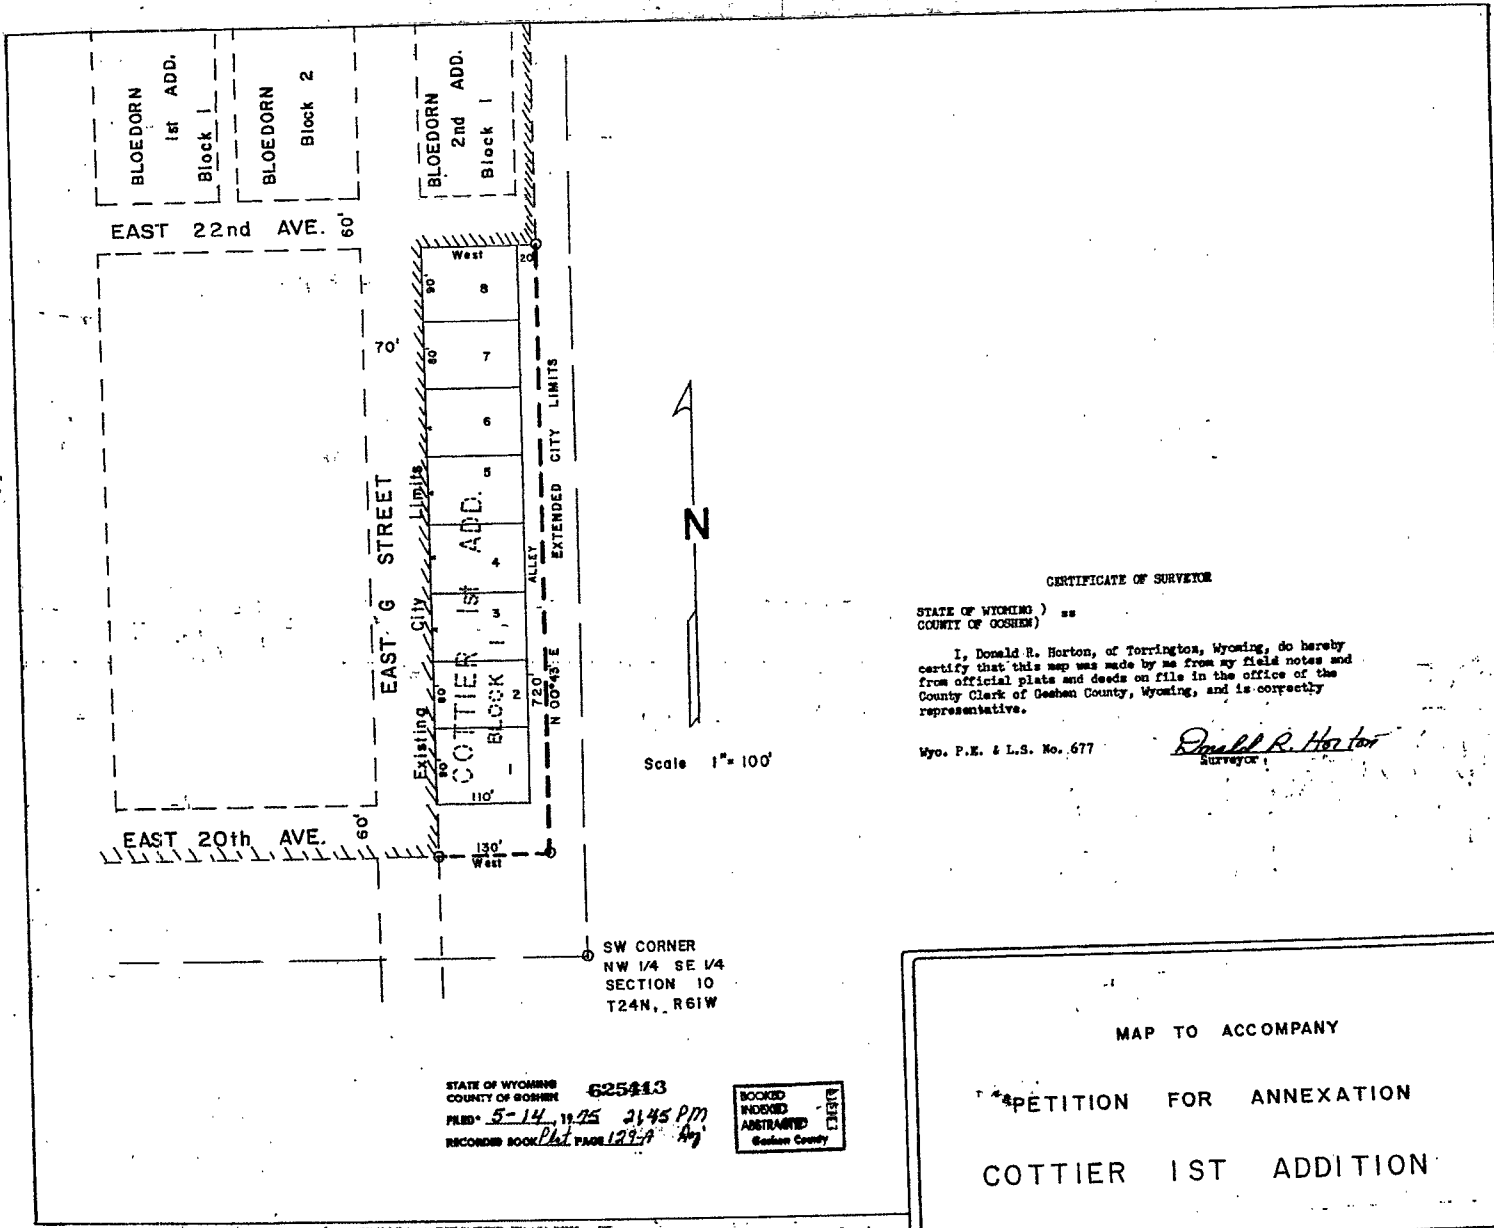 BLOEDORN
1st ADD.
Block 1
BLOEDORN
Block 2
BLOEDORN
2nd ADD.
Block 1
EAST 22nd AVE. 60'
West
20'
90'
8
70'
80'
7
6
5
4
3
80'
2
80'
1
110'
EAST G STREET
Existing City Limits
COTTIER 1st ADD.
BLOCK 1,
ALLEY
720'
N 00°45' E
EXTENDED CITY LIMITS
EAST 20th AVE. 60'
130'
West
N
Scale 1"= 100'
SW CORNER
NW 1/4 SE 1/4
SECTION 10
T24N, R61W
CERTIFICATE OF SURVEYOR
STATE OF WYOMING ) ss
COUNTY OF GOSHEN)
I, Donald R. Horton, of Torrington, Wyoming, do hereby
certify that this map was made by me from my field notes and
from official plats and deeds on file in the office of the
County Clerk of Goshen County, Wyoming, and is correctly
representative.
Wyo. P.E. & L.S. No. 677
Donald R. Horton
Surveyor
STATE OF WYOMING
COUNTY OF GOSHEN
625413
FILED 5-14, 1975 2:45 PM
RECORDED BOOK Plat PAGE 129-A
BOOKED
INDEXED
ABSTRACTED
Goshen County
MAP TO ACCOMPANY
PETITION FOR ANNEXATION
COTTIER 1ST ADDITION